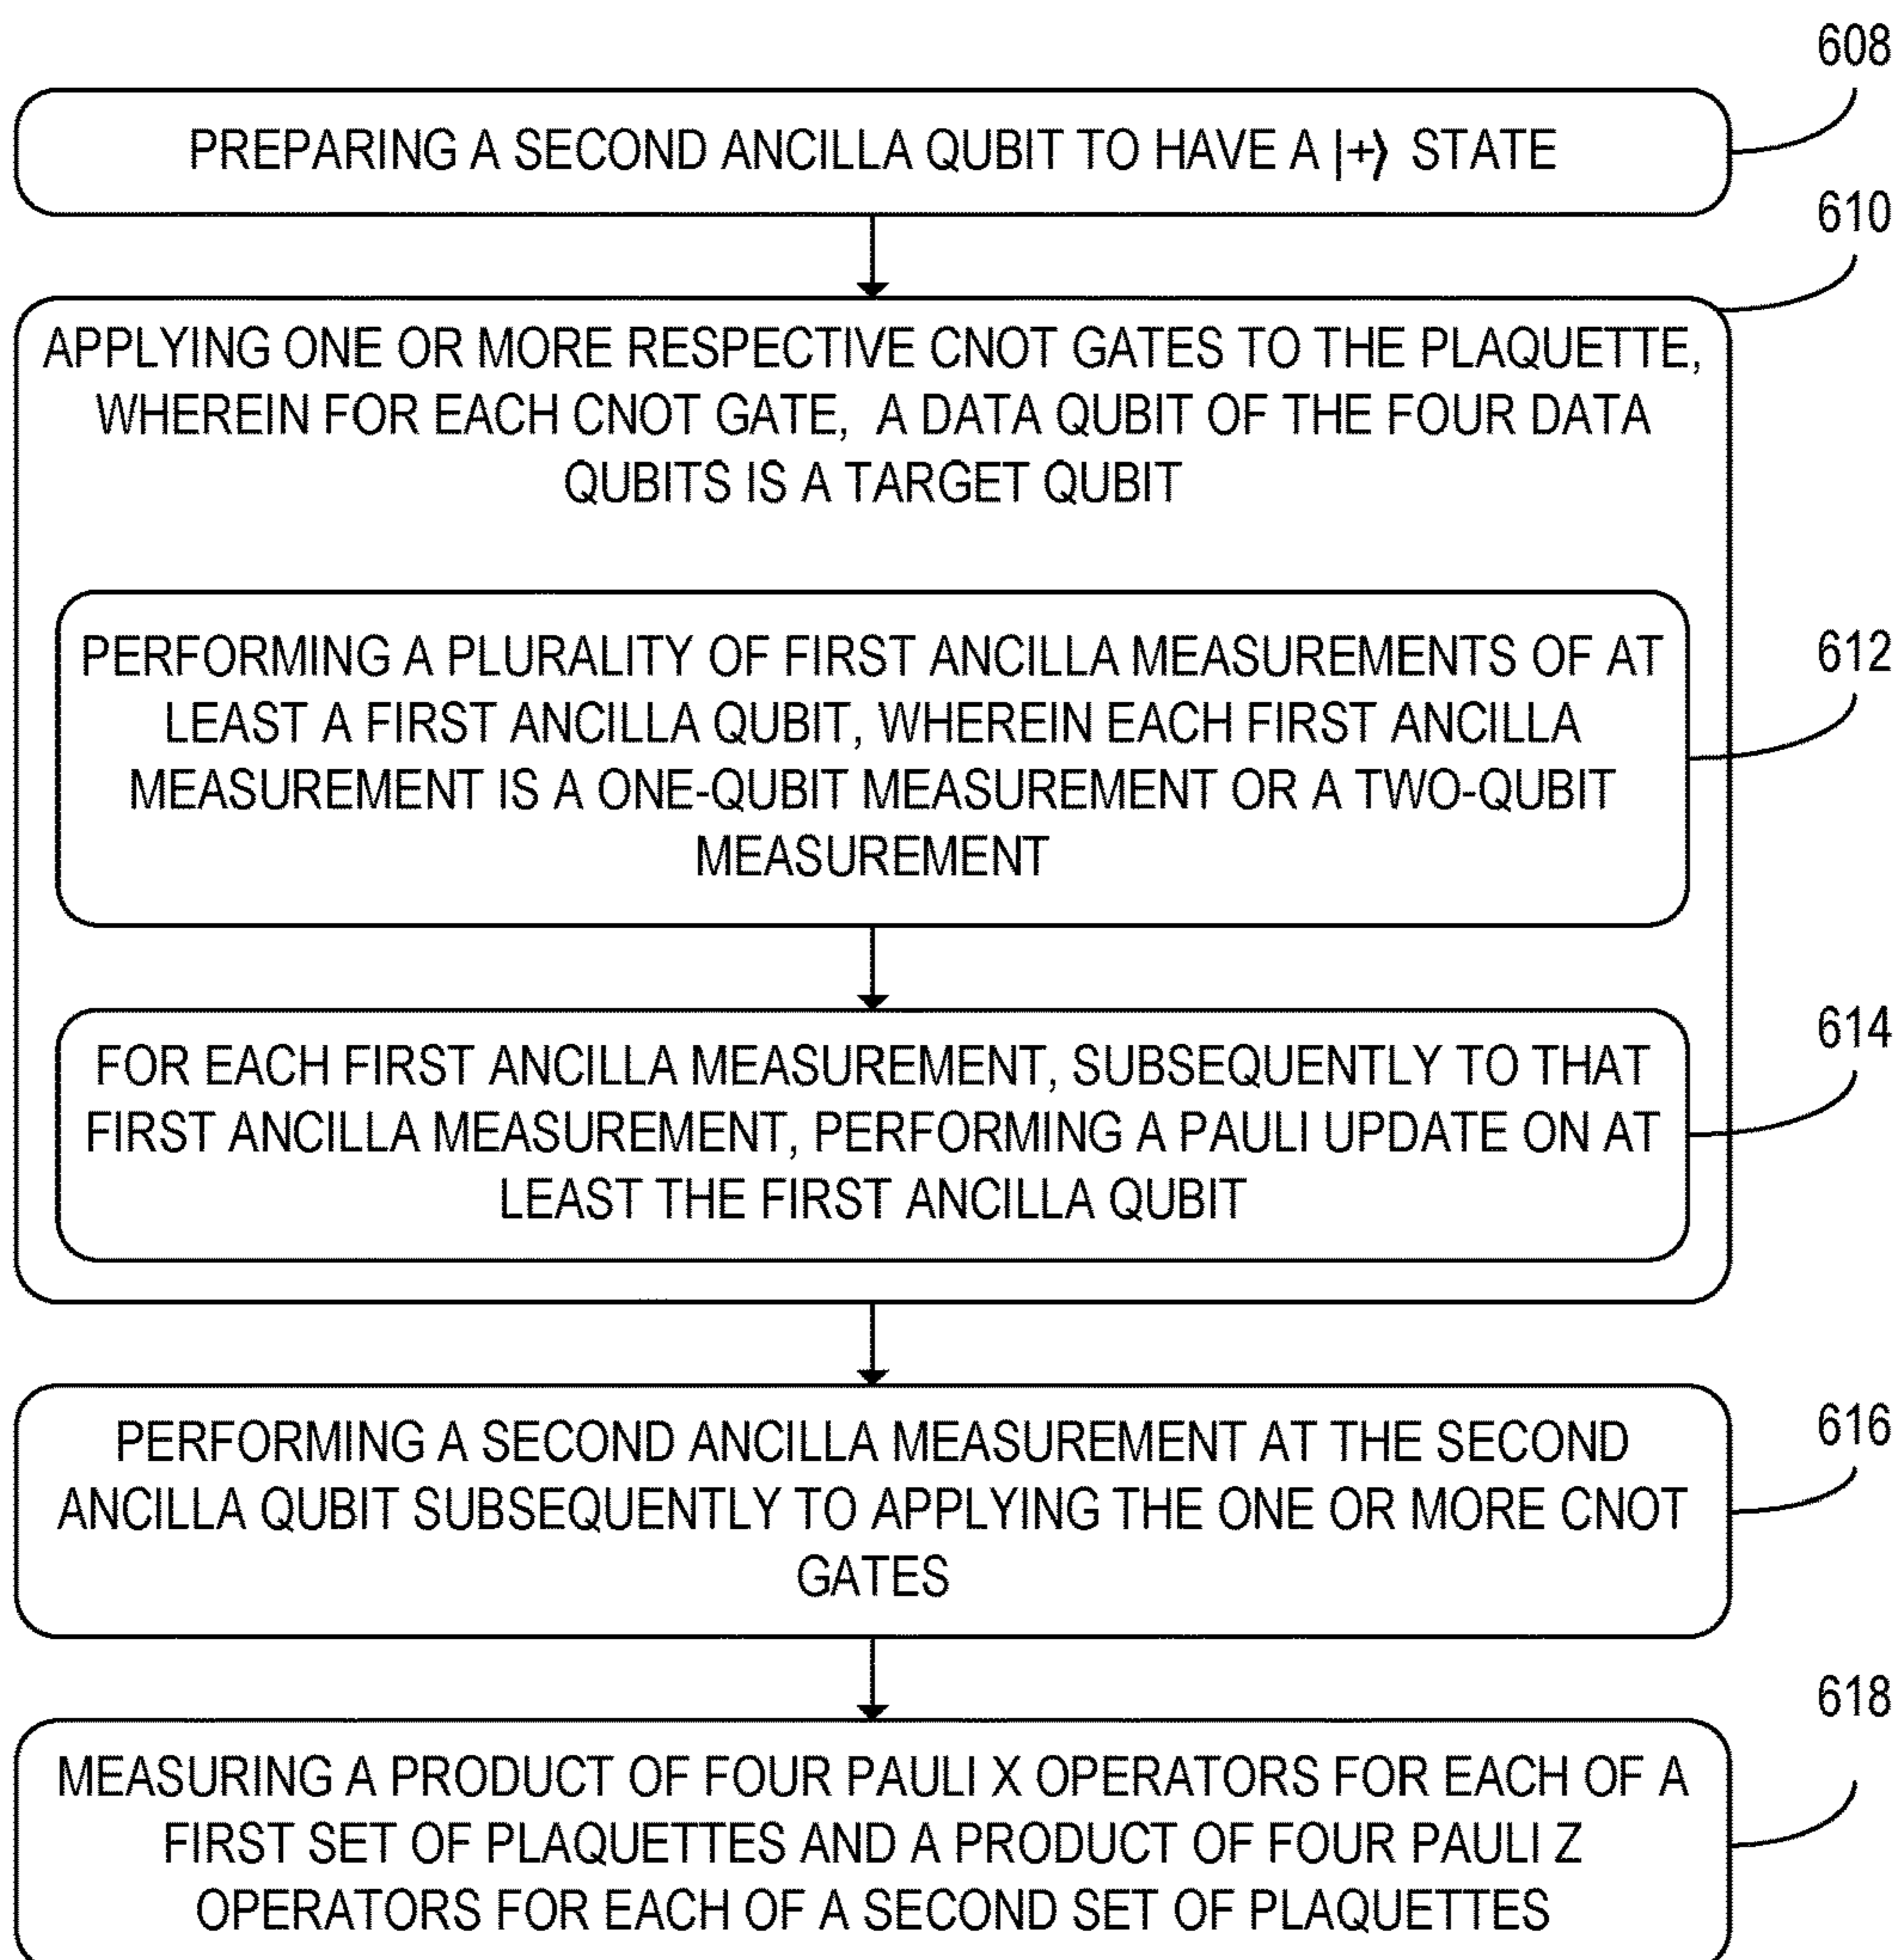 608
PREPARING A SECOND ANCILLA QUBIT TO HAVE A |+⟩ STATE
610
APPLYING ONE OR MORE RESPECTIVE CNOT GATES TO THE PLAQUETTE,
WHEREIN FOR EACH CNOT GATE, A DATA QUBIT OF THE FOUR DATA
QUBITS IS A TARGET QUBIT
612
PERFORMING A PLURALITY OF FIRST ANCILLA MEASUREMENTS OF AT
LEAST A FIRST ANCILLA QUBIT, WHEREIN EACH FIRST ANCILLA
MEASUREMENT IS A ONE-QUBIT MEASUREMENT OR A TWO-QUBIT
MEASUREMENT
614
FOR EACH FIRST ANCILLA MEASUREMENT, SUBSEQUENTLY TO THAT
FIRST ANCILLA MEASUREMENT, PERFORMING A PAULI UPDATE ON AT
LEAST THE FIRST ANCILLA QUBIT
616
PERFORMING A SECOND ANCILLA MEASUREMENT AT THE SECOND
ANCILLA QUBIT SUBSEQUENTLY TO APPLYING THE ONE OR MORE CNOT
GATES
618
MEASURING A PRODUCT OF FOUR PAULI X OPERATORS FOR EACH OF A
FIRST SET OF PLAQUETTES AND A PRODUCT OF FOUR PAULI Z
OPERATORS FOR EACH OF A SECOND SET OF PLAQUETTES